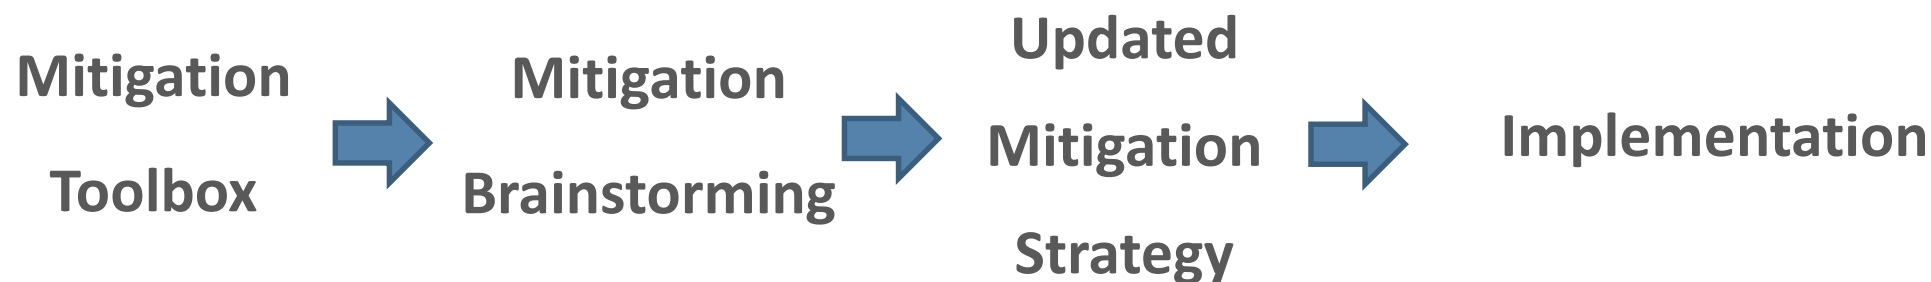 Mitigation
Toolbox
Mitigation
Brainstorming
Updated
Mitigation
Strategy
Implementation